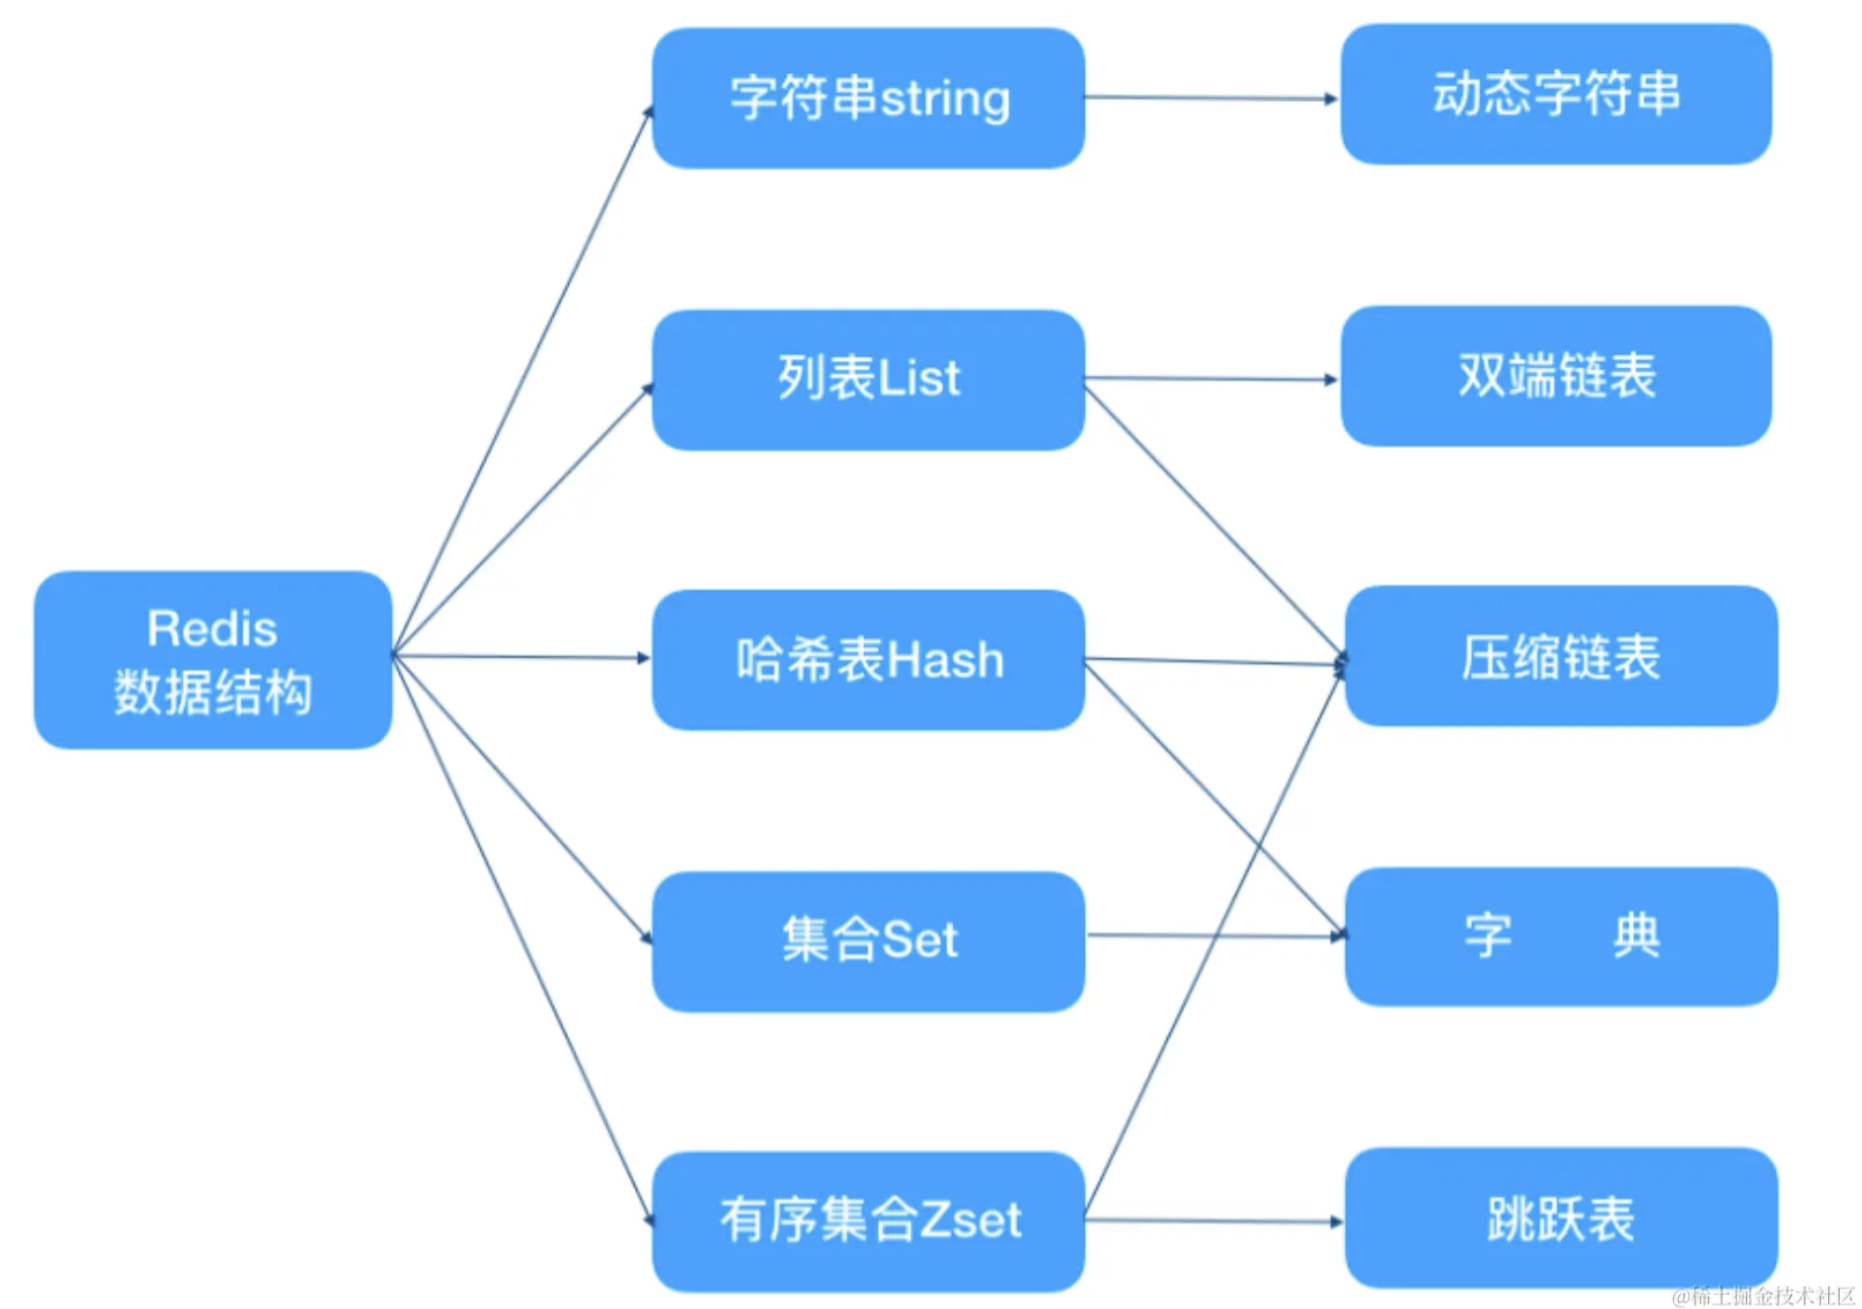 字符串string
动态字符串
列表List
双端链表
Redis
数据结构
哈希表Hash
压缩链表
集合Set
字 典
有序集合Zset
跳跃表
@稀土掘金技术社区